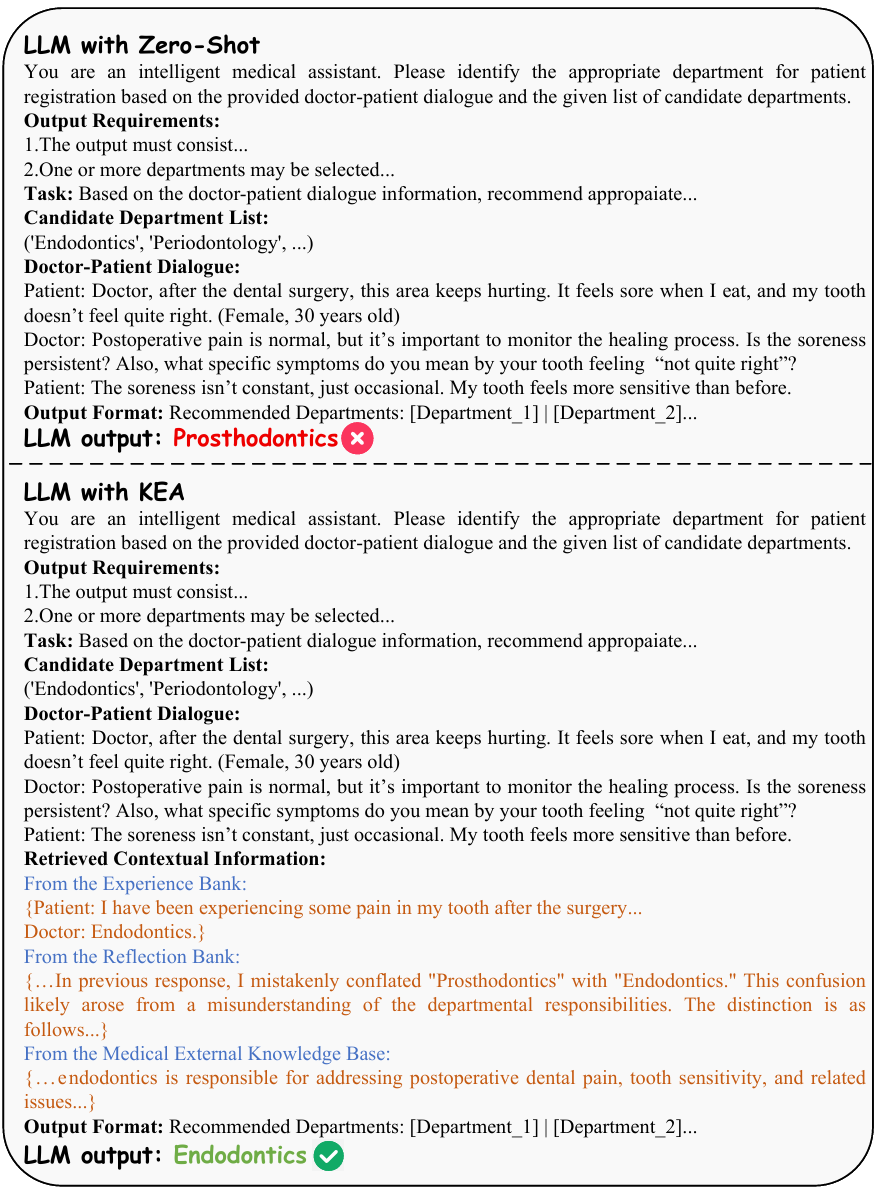 LLM with Zero-Shot
You are an intelligent medical assistant. Please identify the appropriate department for patient
registration based on the provided doctor-patient dialogue and the given list of candidate departments.
Output Requirements:
1.The output must consist...
2.One or more departments may be selected...
Task: Based on the doctor-patient dialogue information, recommend appropaiate...
Candidate Department List:
('Endodontics', 'Periodontology', ...)
Doctor-Patient Dialogue:
Patient: Doctor, after the dental surgery, this area keeps hurting. It feels sore when I eat, and my tooth
doesn't feel quite right. (Female, 30 years old)
Doctor: Postoperative pain is normal, but it's important to monitor the healing process. Is the soreness
persistent? Also, what specific symptoms do you mean by your tooth feeling “not quite right”?
Patient: The soreness isn't constant, just occasional. My tooth feels more sensitive than before.
Output Format: Recommended Departments: [Department_1] | [Department_2]...
LLM output: Prosthodontics
LLM with KEA
You are an intelligent medical assistant. Please identify the appropriate department for patient
registration based on the provided doctor-patient dialogue and the given list of candidate departments.
Output Requirements:
1.The output must consist...
2.One or more departments may be selected...
Task: Based on the doctor-patient dialogue information, recommend appropaiate...
Candidate Department List:
('Endodontics', 'Periodontology', ...)
Doctor-Patient Dialogue:
Patient: Doctor, after the dental surgery, this area keeps hurting. It feels sore when I eat, and my tooth
doesn't feel quite right. (Female, 30 years old)
Doctor: Postoperative pain is normal, but it's important to monitor the healing process. Is the soreness
persistent? Also, what specific symptoms do you mean by your tooth feeling “not quite right”?
Patient: The soreness isn't constant, just occasional. My tooth feels more sensitive than before.
Retrieved Contextual Information:
From the Experience Bank:
{Patient: I have been experiencing some pain in my tooth after the surgery...
Doctor: Endodontics.}
From the Reflection Bank:
{…In previous response, I mistakenly conflated "Prosthodontics" with "Endodontics." This confusion
likely arose from a misunderstanding of the departmental responsibilities. The distinction is as
follows...}
From the Medical External Knowledge Base:
{…endodontics is responsible for addressing postoperative dental pain, tooth sensitivity, and related
issues...}
Output Format: Recommended Departments: [Department_1] | [Department_2]...
LLM output: Endodontics